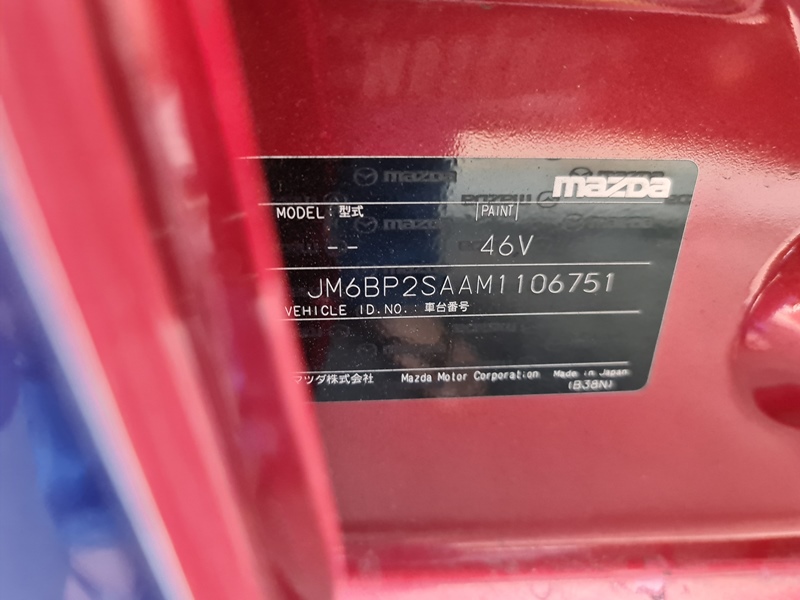 mazda
MODEL : 型式 PAINT
-- 46V
JM6BP2SAAM1106751
VEHICLE ID.NO. : 車台番号
マツダ株式会社 Mazda Motor Corporation Made in Japan
(B38N)